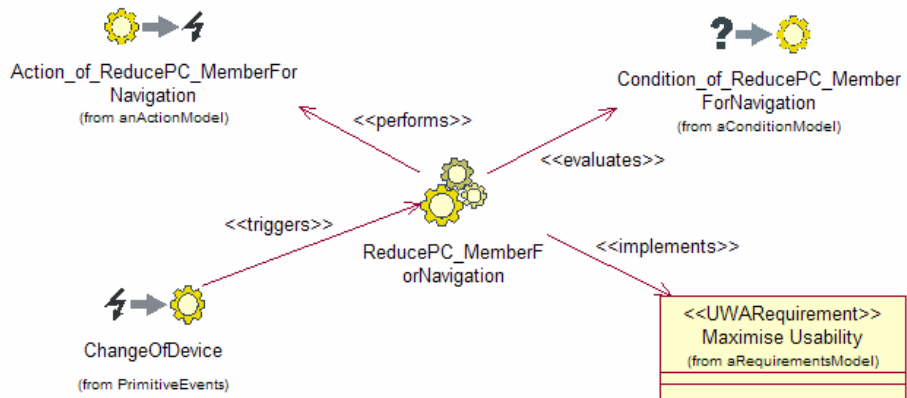 Action_of_ReducePC_MemberFor
Navigation
(from anActionModel)
?
Condition_of_ReducePC_Member
ForNavigation
(from aConditionModel)
<<performs>>
<<evaluates>>
<<triggers>>
ReducePC_MemberF
orNavigation
<<implements>>
ChangeOfDevice
(from PrimitiveEvents)
<<UWARequirement>>
Maximise Usability
(from aRequirementsModel)